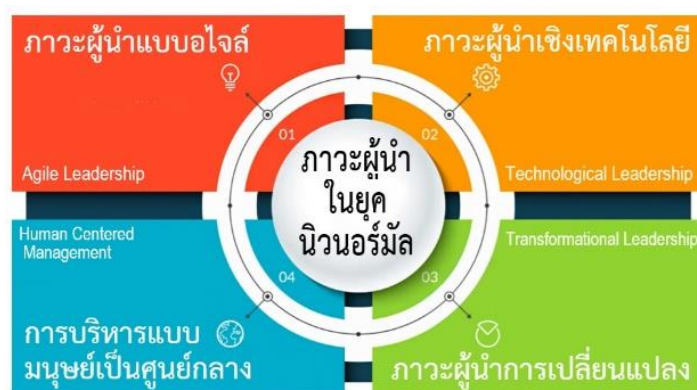 ภาวะผู้นำแบบอไจล์
01
Agile Leadership
ภาวะผู้นำเชิงเทคโนโลยี
02
Technological Leadership
ภาวะผู้นำ
ในยุค
นิวนอร์มัล
Human Centered
Management
04
การบริหารแบบ
มนุษย์เป็นศูนย์กลาง
Transformational Leadership
03
ภาวะผู้นำการเปลี่ยนแปลง